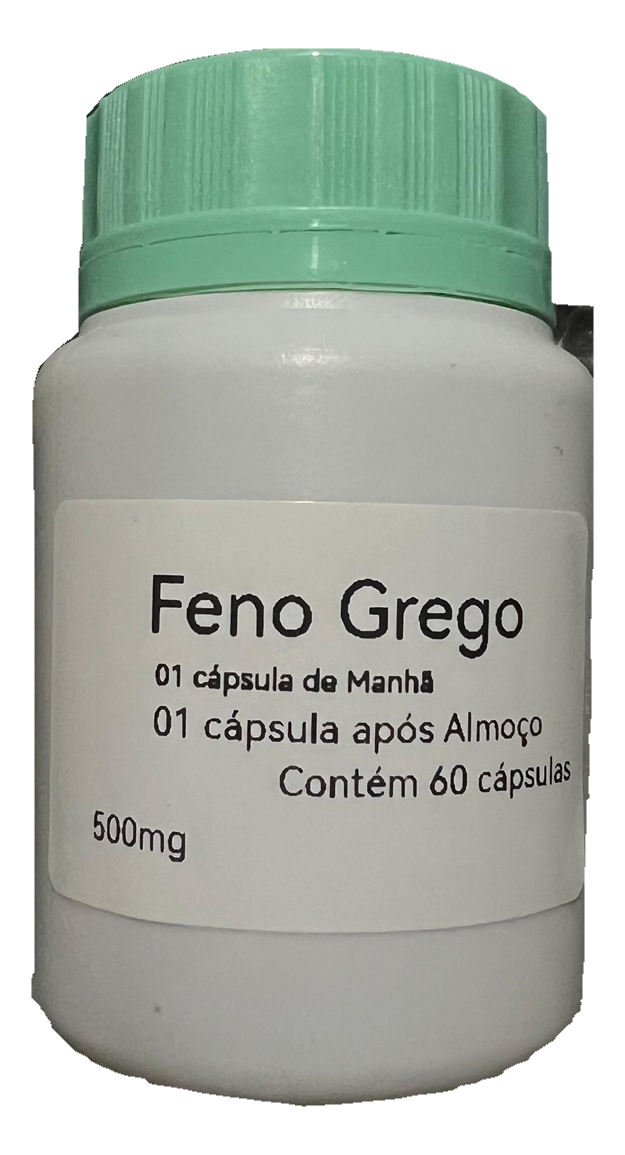 Feno Grego
01 cápsula de Manhã
01 cápsula após Almoço
Contém 60 cápsulas
500mg